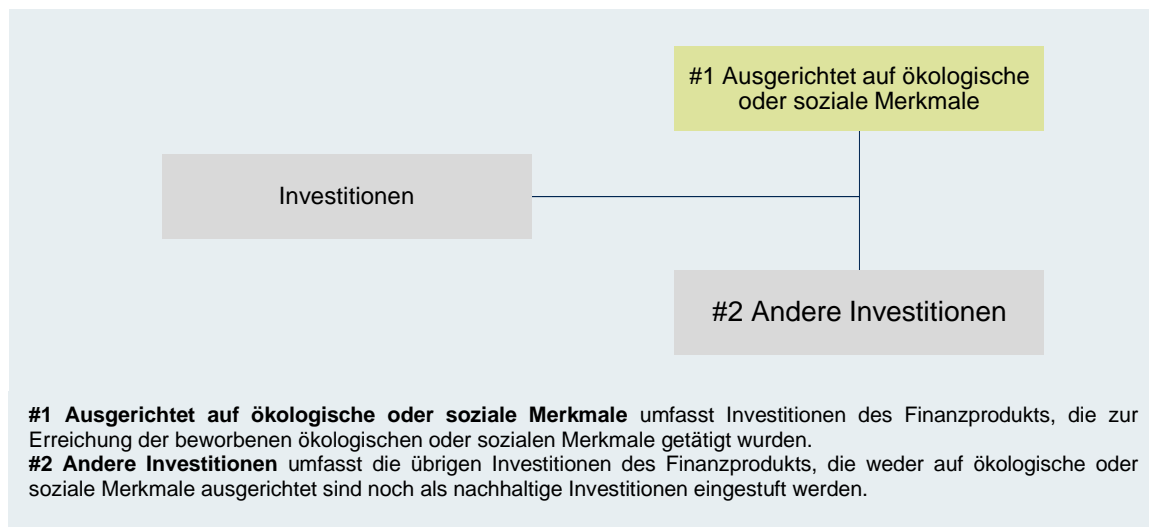 #1 Ausgerichtet auf ökologische
oder soziale Merkmale
Investitionen
#2 Andere Investitionen
#1 Ausgerichtet auf ökologische oder soziale Merkmale umfasst Investitionen des Finanzprodukts, die zur
Erreichung der beworbenen ökologischen oder sozialen Merkmale getätigt wurden.
#2 Andere Investitionen umfasst die übrigen Investitionen des Finanzprodukts, die weder auf ökologische oder
soziale Merkmale ausgerichtet sind noch als nachhaltige Investitionen eingestuft werden.